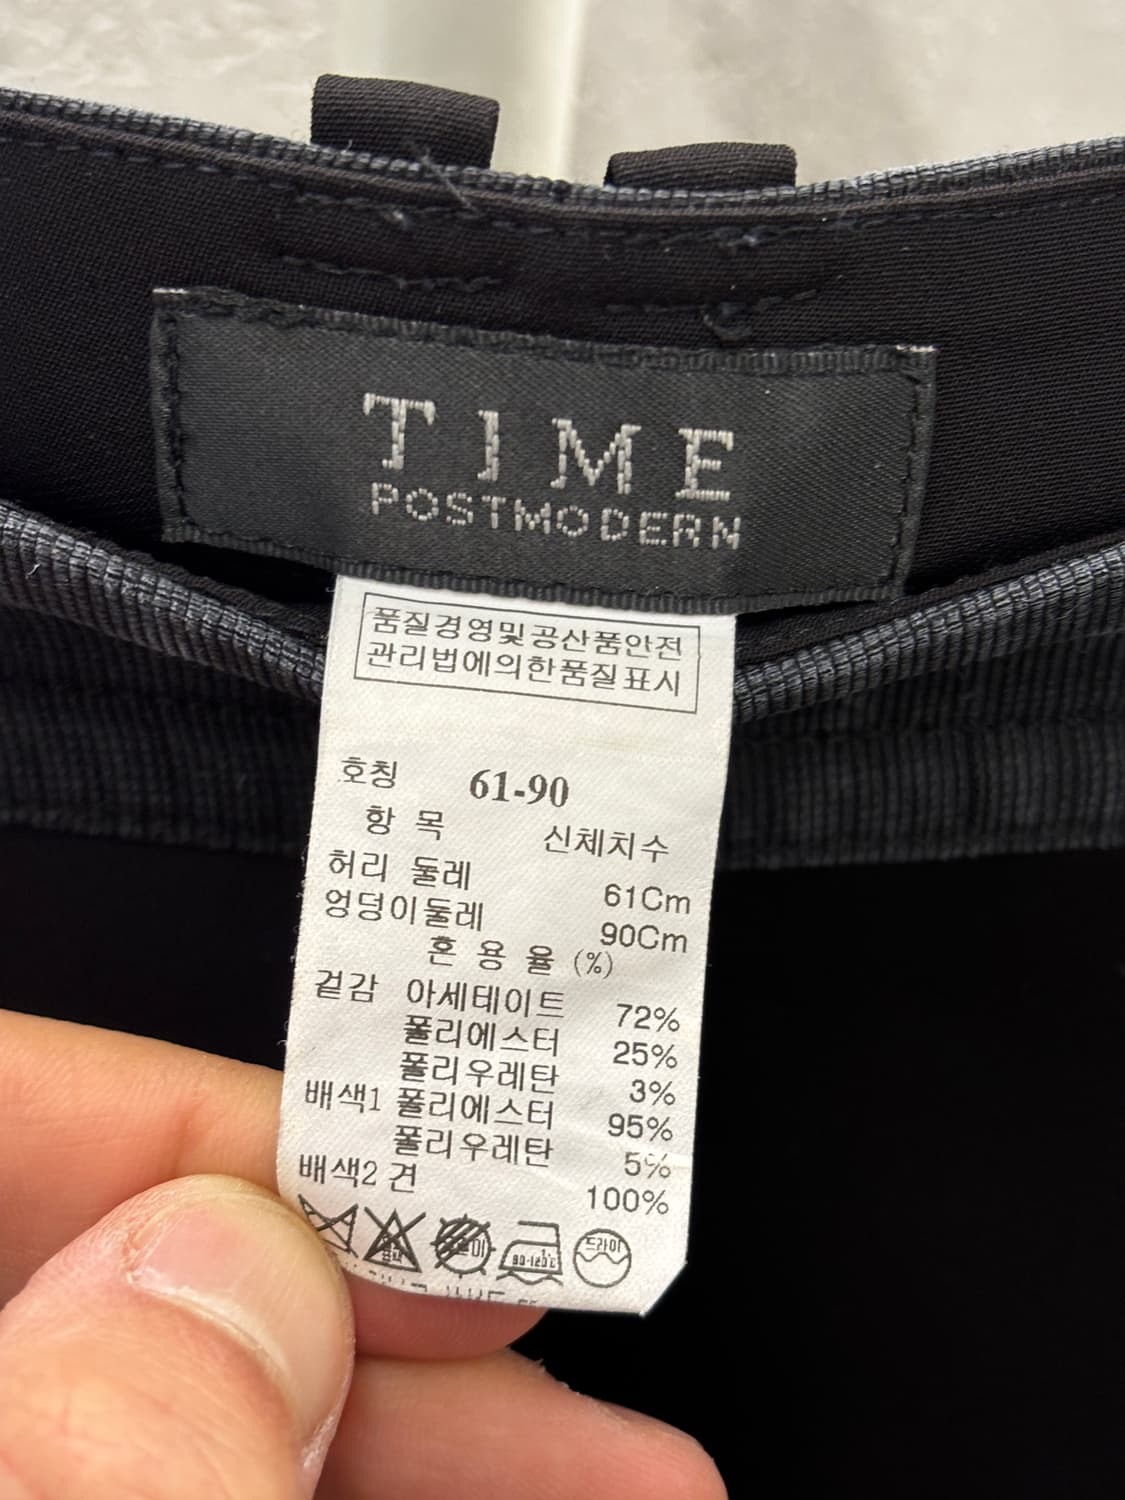 TIME
POSTMODERN
품질경영및공산품안전
관리법에의한품질표시
호칭 61-90
항 목 신체치수
허리 둘레 61Cm
엉덩이둘레 90Cm
혼 용 율 (%)
겉감 아세테이트 72%
폴리에스터 25%
폴리우레탄 3%
배색1 폴리에스터 95%
폴리우레탄 5%
배색2 견 100%
80-120℃ 드라이